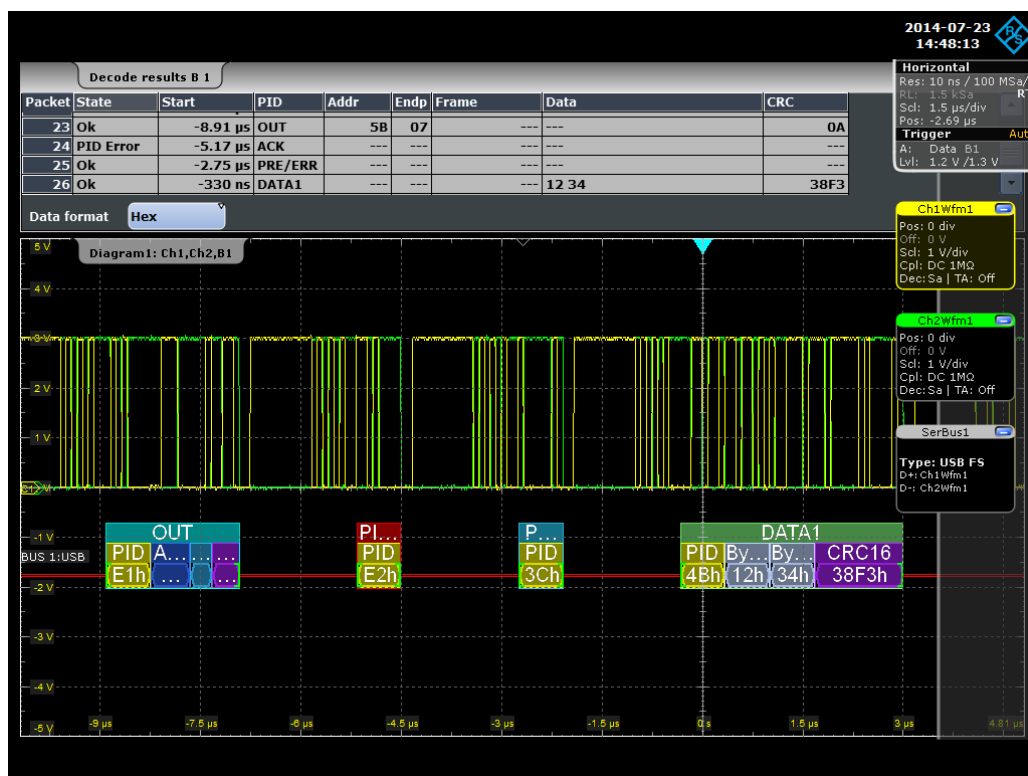 2014-07-23
14:48:13
Decode results B 1
Packet State Start PID Addr Endp Frame Data CRC
23 Ok -8.91 µs OUT 5B 07 --- --- 0A
24 PID Error -5.17 µs ACK --- --- --- --- ---
25 Ok -2.75 µs PRE/ERR --- --- --- --- ---
26 Ok -330 ns DATA1 --- --- --- 12 34 38F3
Data format Hex
Horizontal
Res: 10 ns / 100 MSa/
RL: 1.5 kSa R
Scl: 1.5 µs/div
Pos: -2.69 µs
Trigger Aut
A: Data B1
Lvl: 1.2 V /1.3 V
Diagram1: Ch1,Ch2,B1
Ch1Wfm1
Pos: 0 div
Off: 0 V
Scl: 1 V/div
Cpl: DC 1MΩ
Dec:Sa | TA: Off
Ch2Wfm1
Pos: 0 div
Off: 0 V
Scl: 1 V/div
Cpl: DC 1MΩ
Dec:Sa | TA: Off
SerBus1
Type: USB FS
D+: Ch1Wfm1
D-: Ch2Wfm1
5 V
4 V
3 V
2 V
1 V
-1 V
-2 V
-3 V
-4 V
-5 V
BUS 1:USB
OUT PI... P... DATA1
PID A... ... ... PID PID PID By... By... CRC16
E1h ... ... ... E2h 3Ch 4Bh 12h 34h 38F3h
-9 µs -7.5 µs -6 µs -4.5 µs -3 µs -1.5 µs 0 s 1.5 µs 3 µs 4.81 µs